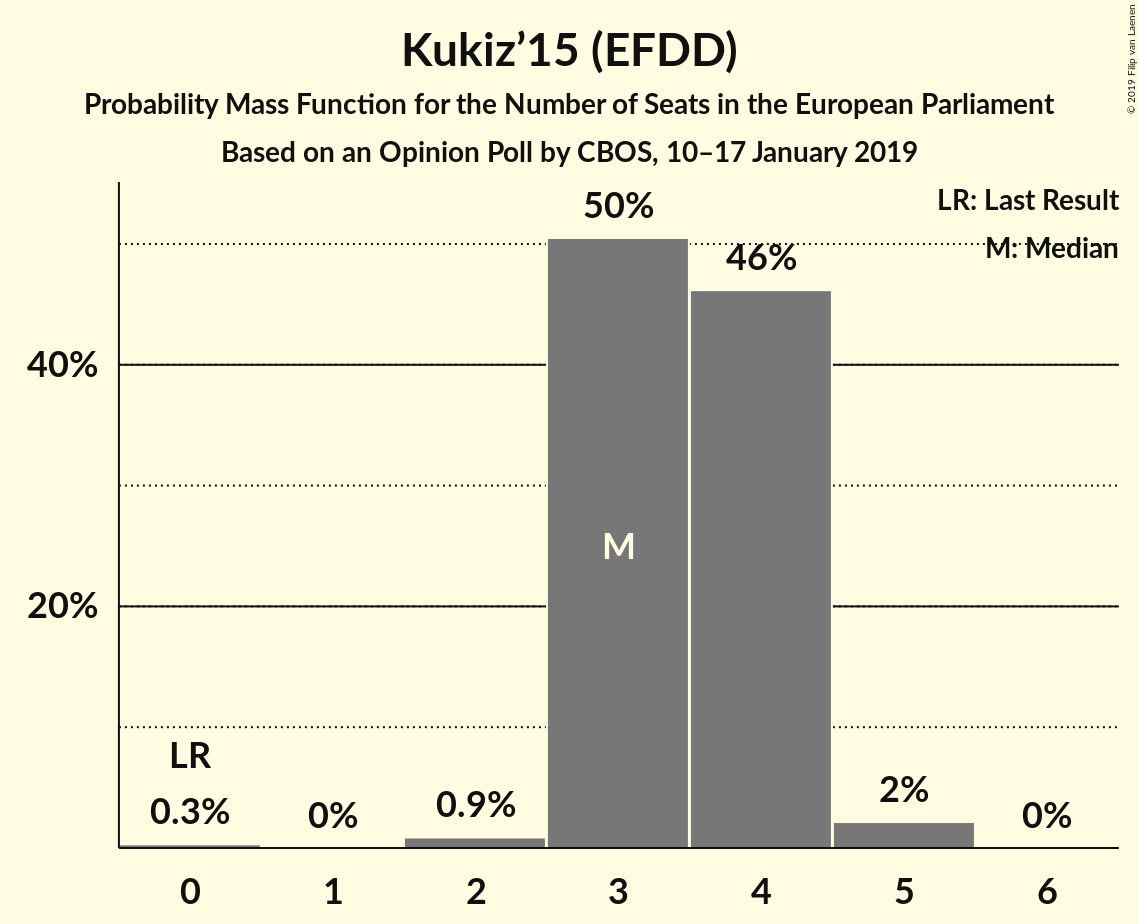 Kukiz’15 (EFDD)
Probability Mass Function for the Number of Seats in the European Parliament
Based on an Opinion Poll by CBOS, 10–17 January 2019
© 2019 Filip van Laenen
LR: Last Result
M: Median
50%
46%
40%
M
20%
LR
0.3%
0%
0.9%
2%
0%
0 1 2 3 4 5 6